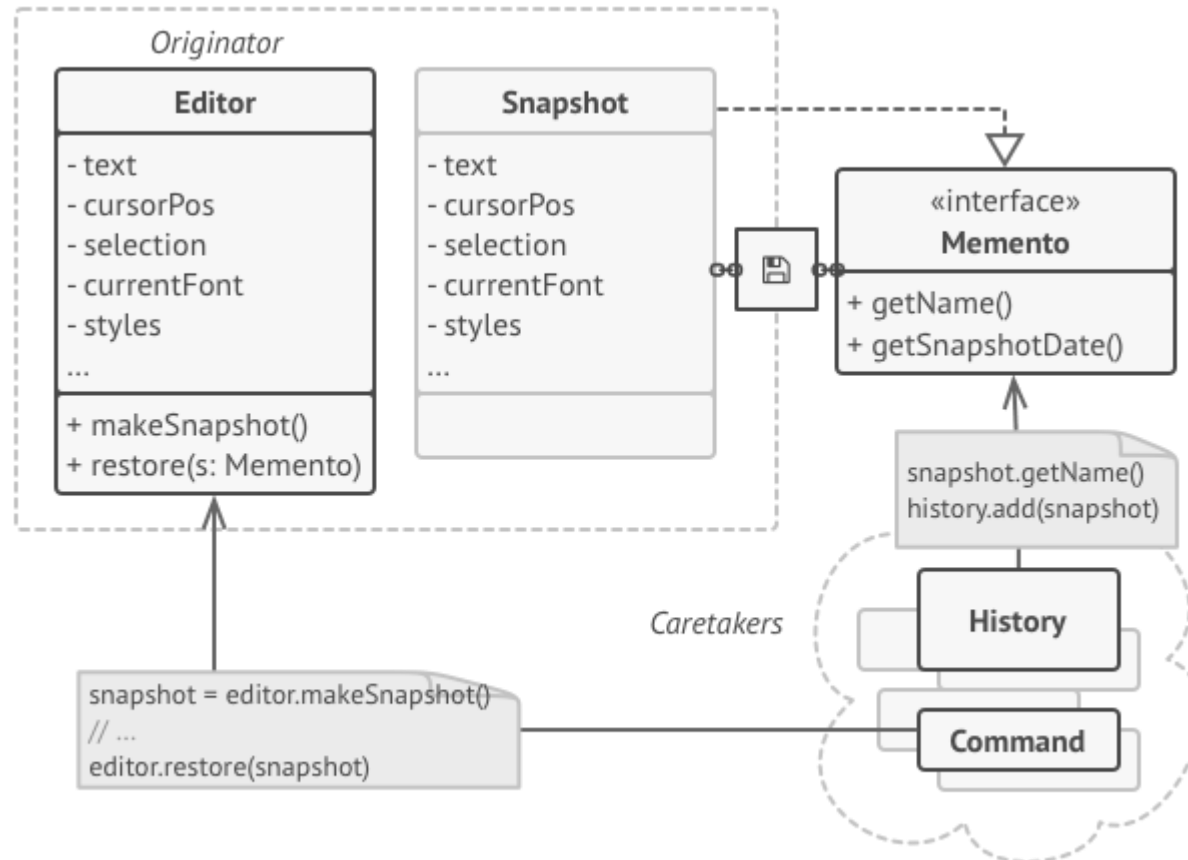 Originator
Editor
- text
- cursorPos
- selection
- currentFont
- styles
...
+ makeSnapshot()
+ restore(s: Memento)
Snapshot
- text
- cursorPos
- selection
- currentFont
- styles
...
«interface»
Memento
+ getName()
+ getSnapshotDate()
snapshot.getName()
history.add(snapshot)
Caretakers
History
Command
snapshot = editor.makeSnapshot()
// ...
editor.restore(snapshot)